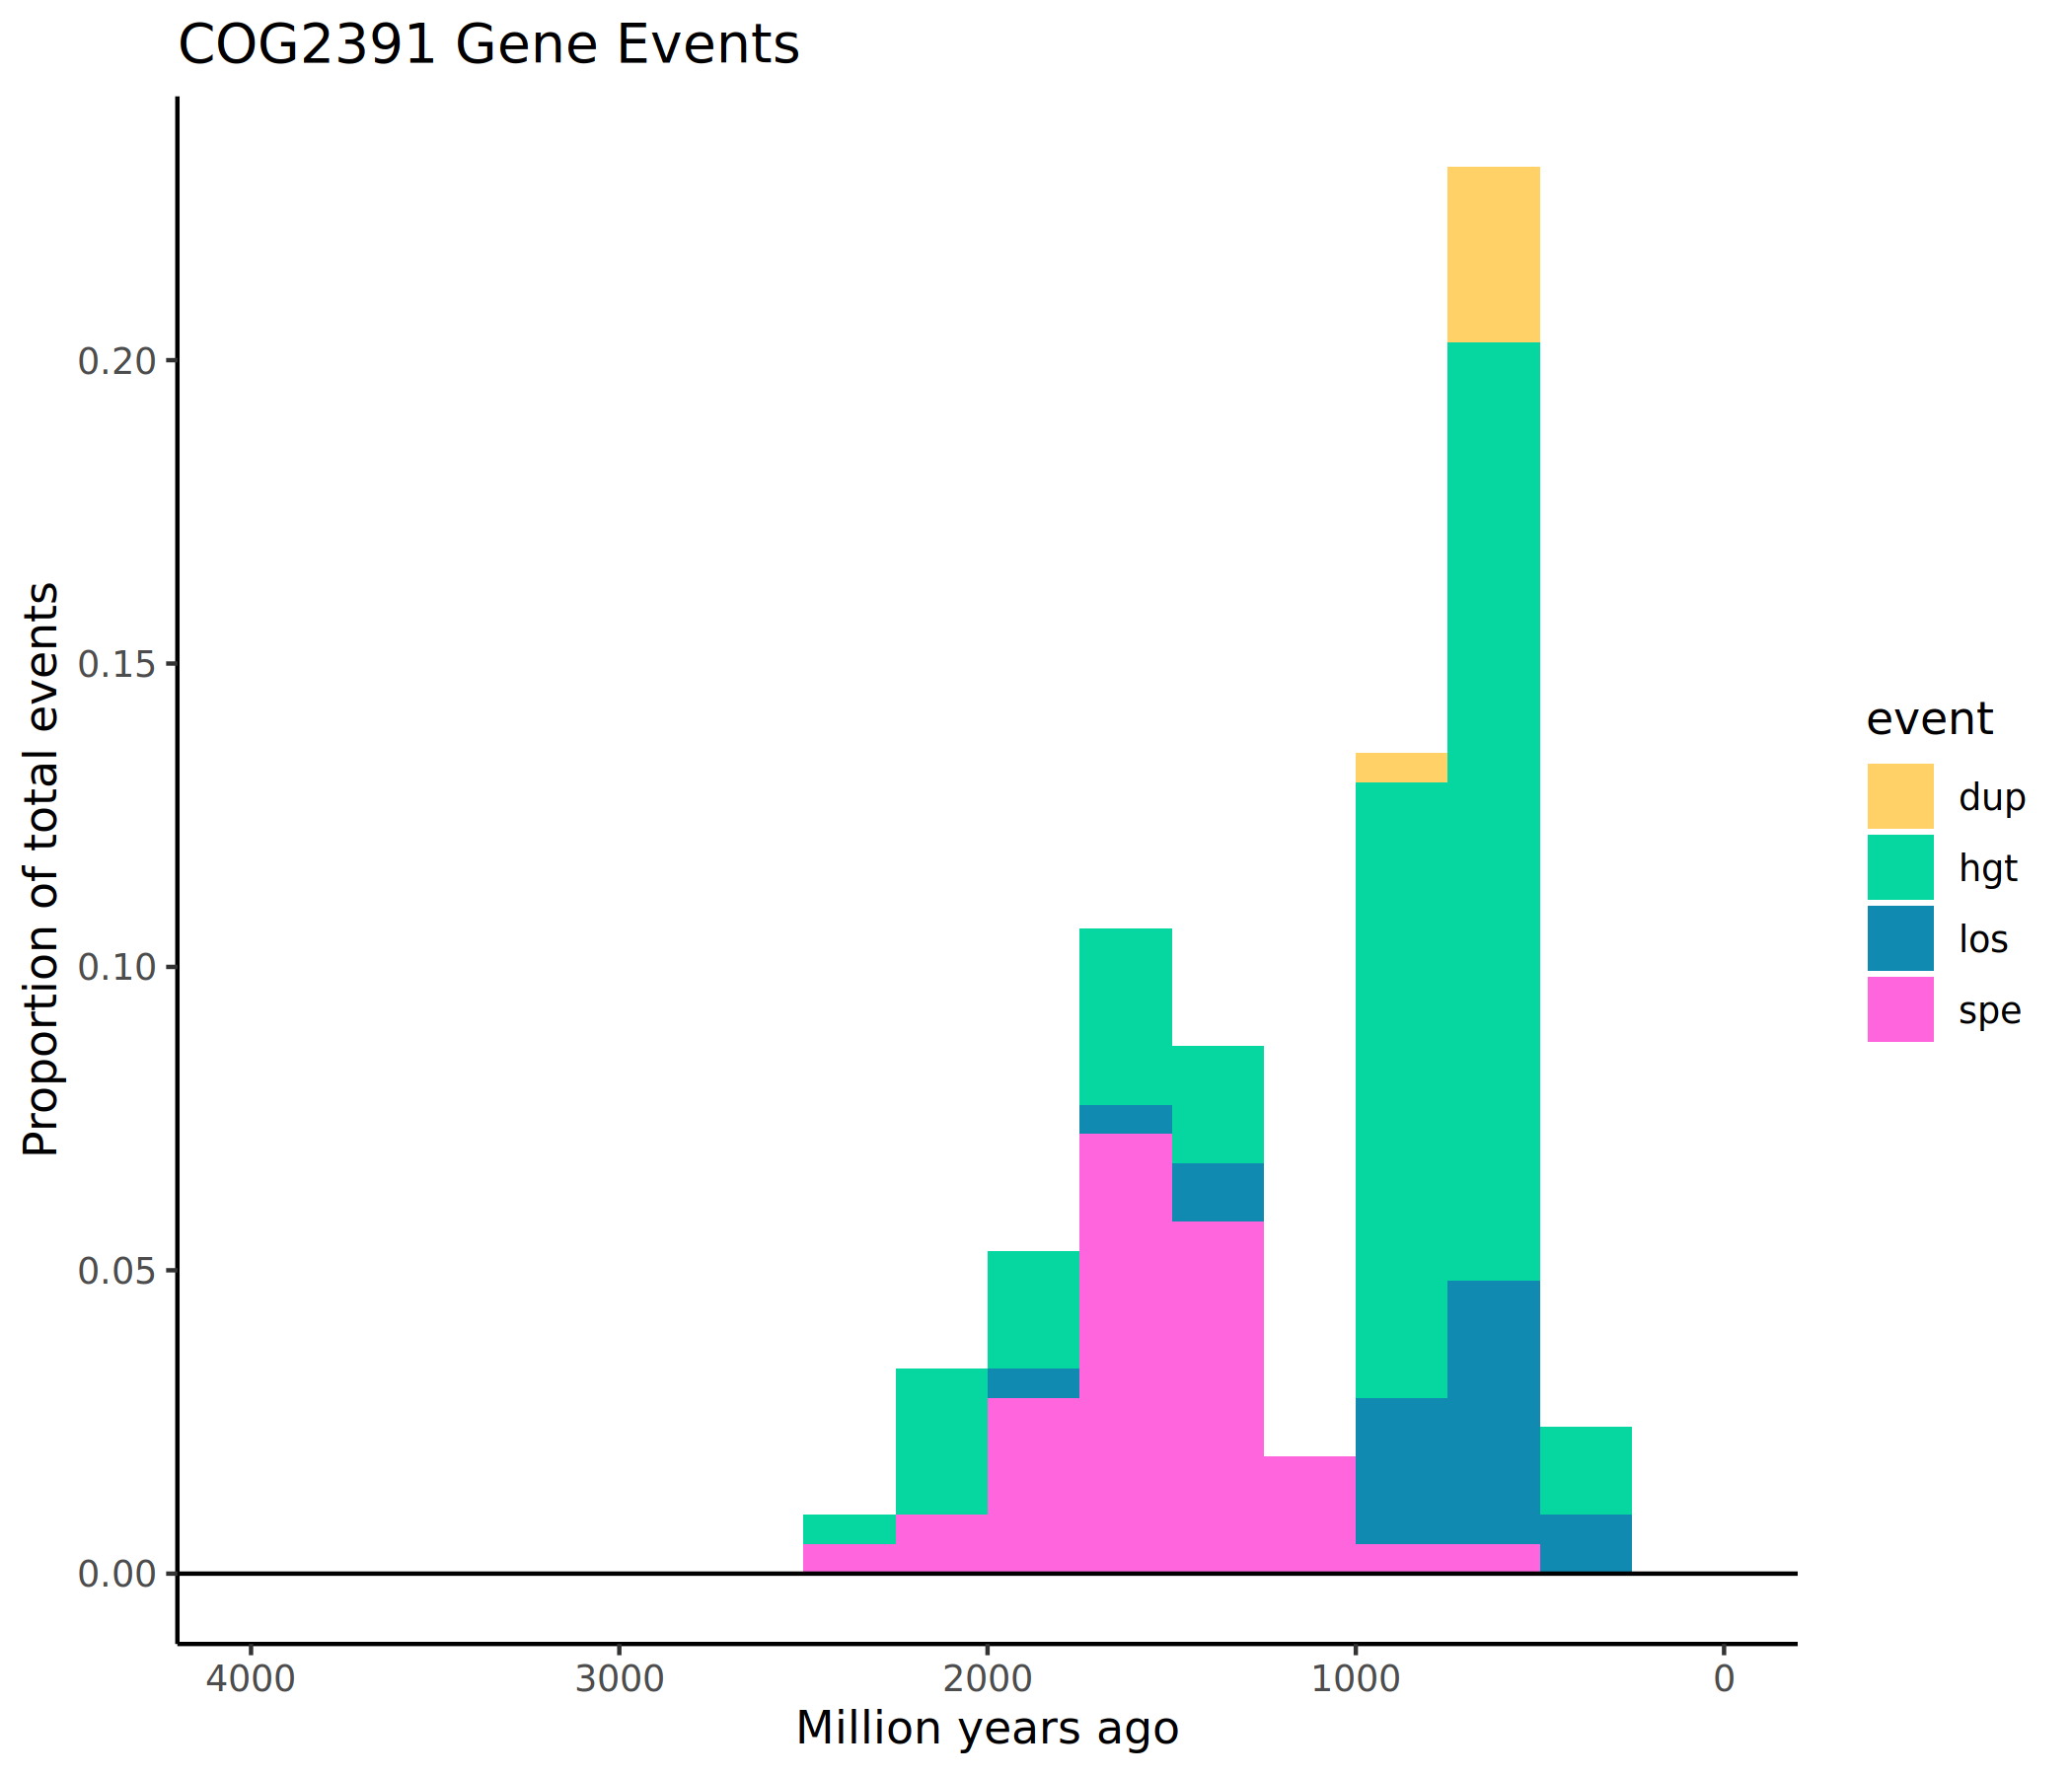 COG2391 Gene Events
Proportion of total events
0.20
0.15
0.10
0.05
0.00
4000 3000 2000 1000 0
Million years ago
event
dup
hgt
los
spe